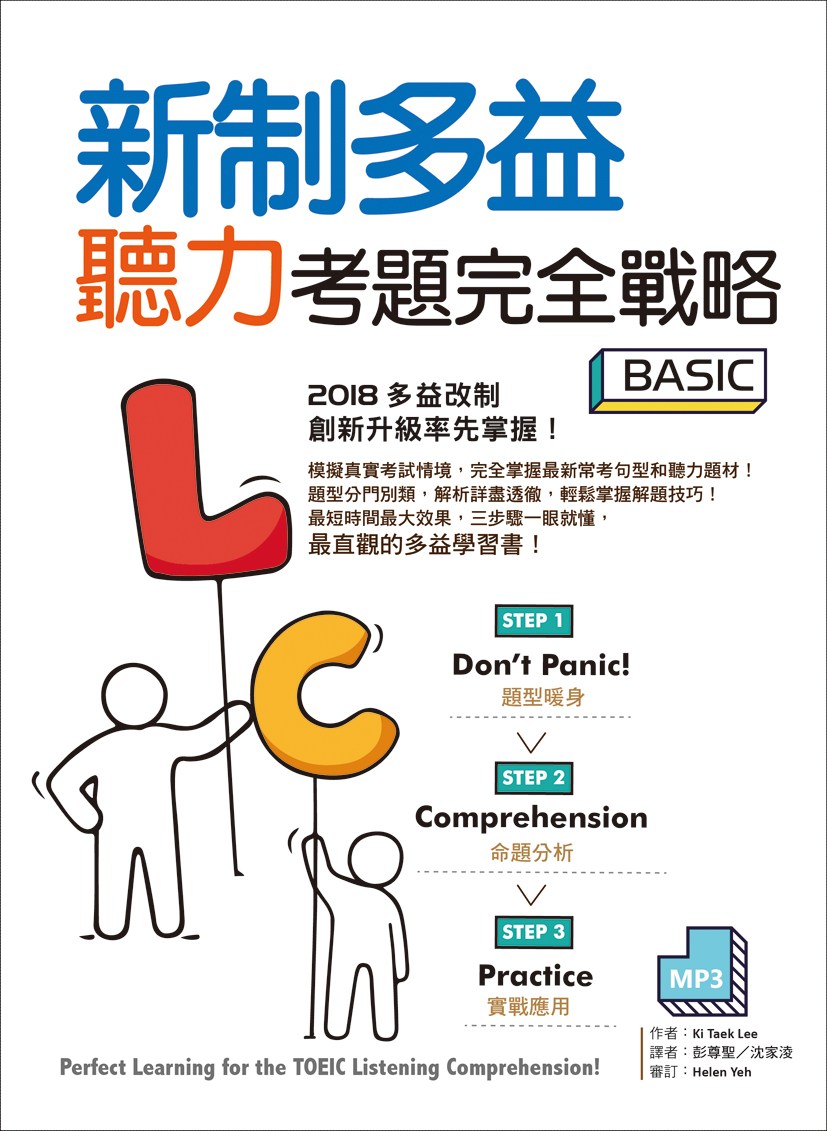 新制多益
聽力考題完全戰略
BASIC
2018 多益改制
創新升級率先掌握！
模擬真實考試情境，完全掌握最新常考句型和聽力題材！
題型分門別類，解析詳盡透徹，輕鬆掌握解題技巧！
最短時間最大效果，三步驟一眼就懂，
最直觀的多益學習書！
L
C
STEP 1
Don't Panic!
題型暖身
STEP 2
Comprehension
命題分析
STEP 3
Practice
實戰應用
MP3
作者：Ki Taek Lee
譯者：彭尊聖／沈家淩
審訂：Helen Yeh
Perfect Learning for the TOEIC Listening Comprehension!